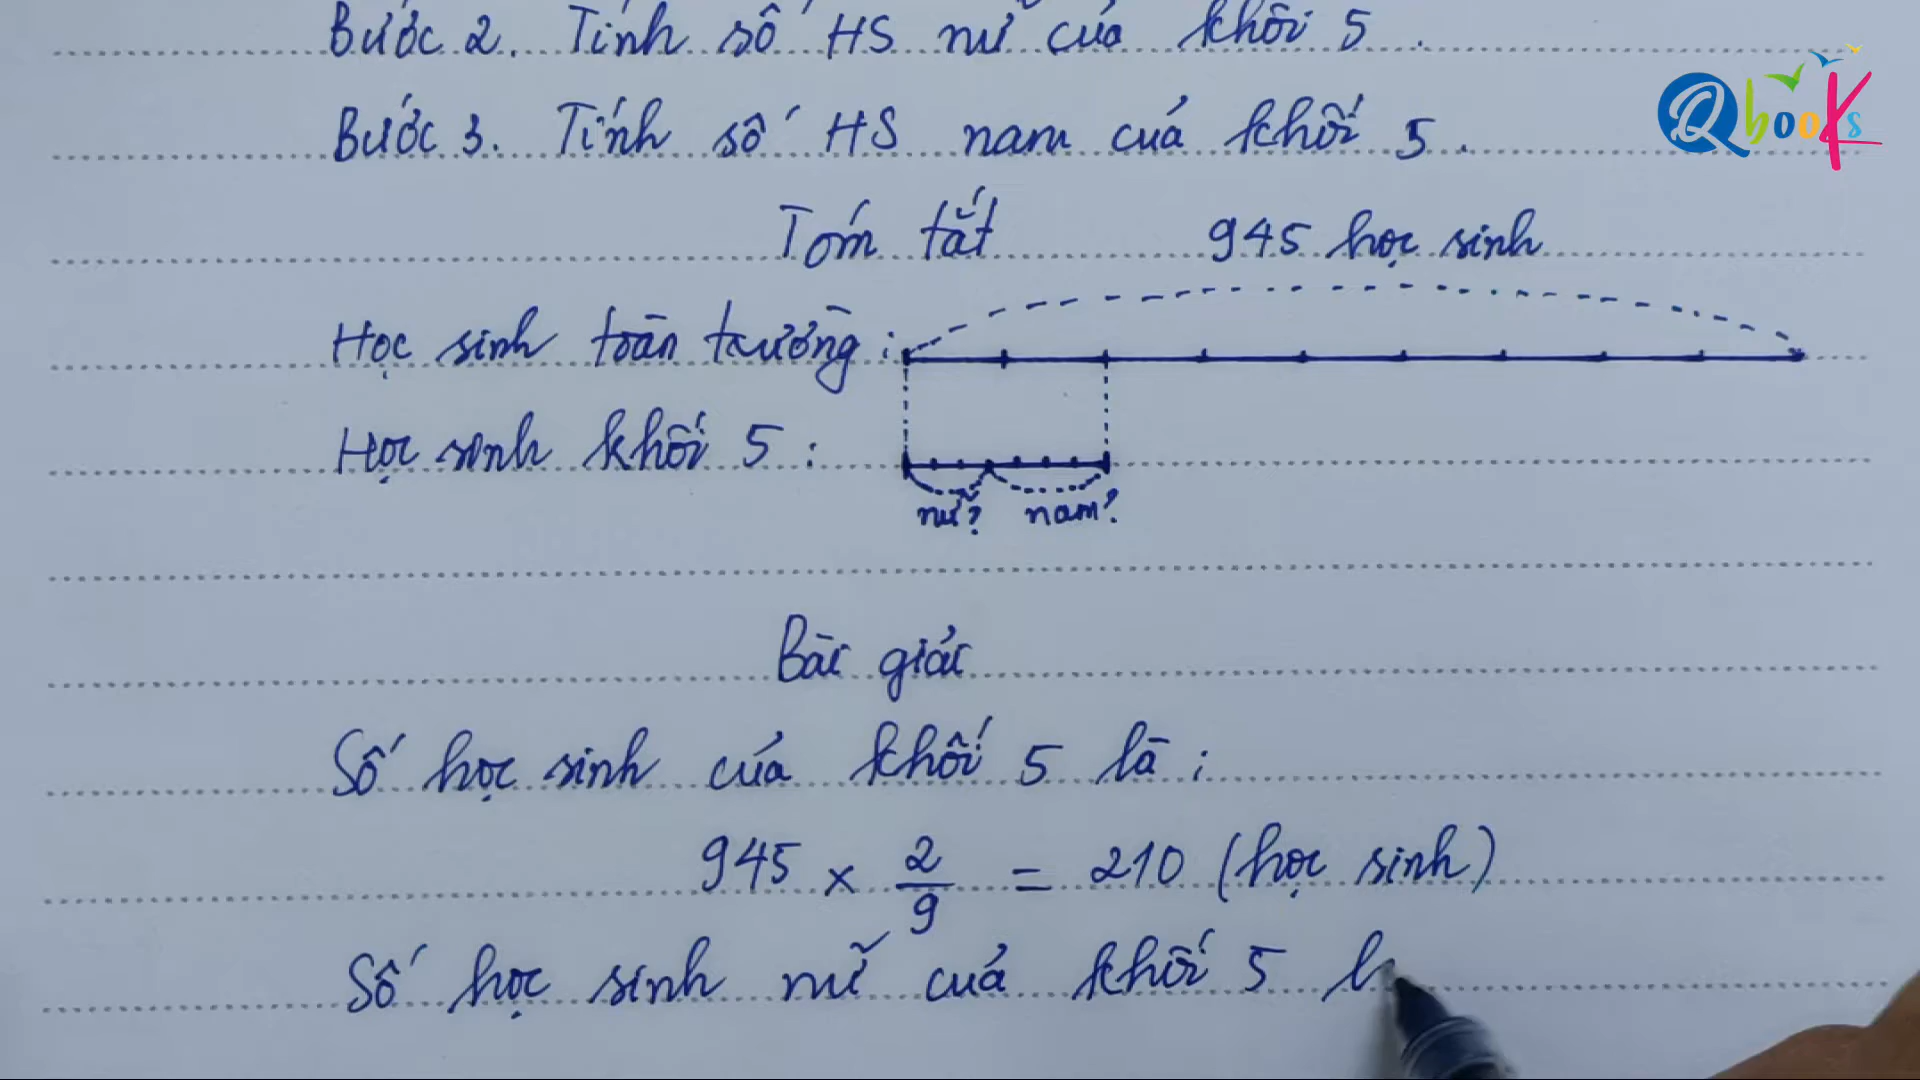 Bước 2. Tính số HS nữ của khối 5.
Qbooks
Bước 3. Tính số HS nam của khối 5.
Tóm tắt
945 học sinh
Học sinh toàn trường:
Học sinh khối 5:
nữ? nam?
Bài giải
Số học sinh của khối 5 là:
945 × 2/9 = 210 (học sinh)
Số học sinh nữ của khối 5 l